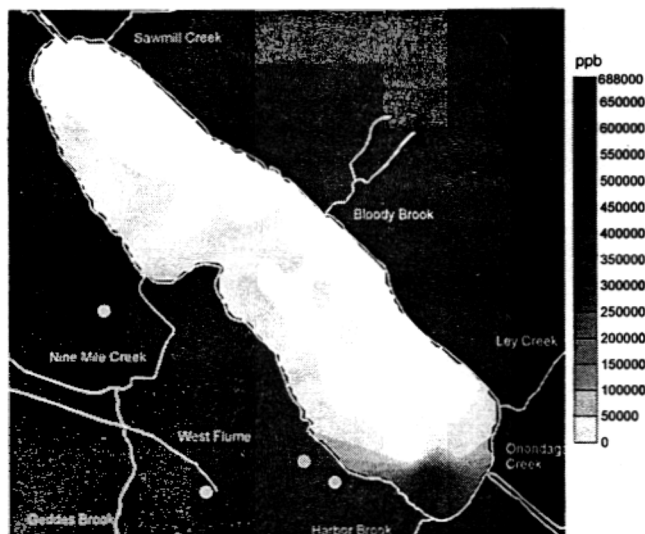 Sawmill Creek
ppb
688000
650000
600000
550000
500000
450000
400000
350000
300000
250000
200000
150000
100000
50000
0
Bloody Brook
Ley Creek
Nine Mile Creek
West Flume
Onondaga
Creek
Geddes Brook
Harbor Brook